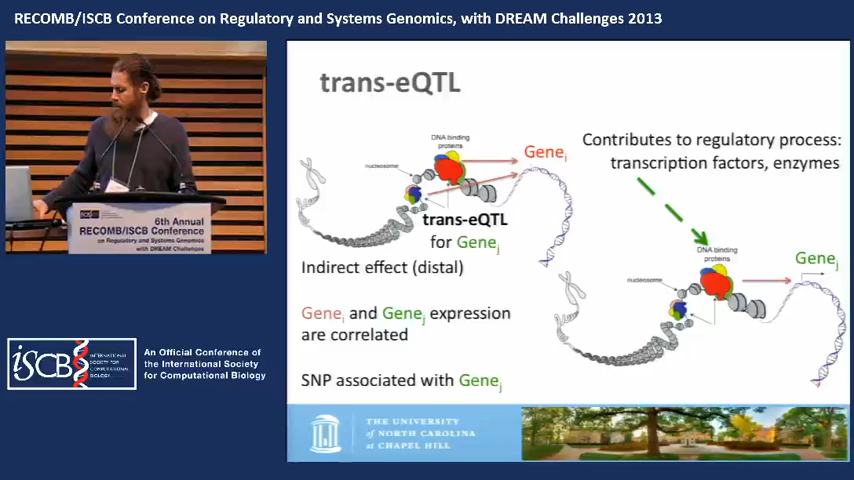 RECOMB/ISCB Conference on Regulatory and Systems Genomics, with DREAM Challenges 2013
trans-eQTL
DNA binding
proteins
nucleosome
Gene i
Contributes to regulatory process:
transcription factors, enzymes
trans-eQTL
for Gene j
Indirect effect (distal)
Gene i and Gene j expression
are correlated
SNP associated with Gene j
DNA binding
proteins
nucleosome
Gene j
THE UNIVERSITY
of NORTH CAROLINA
at CHAPEL HILL
6th Annual
RECOMB/ISCB Conference
on Regulatory and Systems Genomics
with DREAM Challenges
iSCB
INTERNATIONAL
SOCIETY FOR
COMPUTATIONAL
BIOLOGY
An Official Conference of
the International Society
for Computational Biology